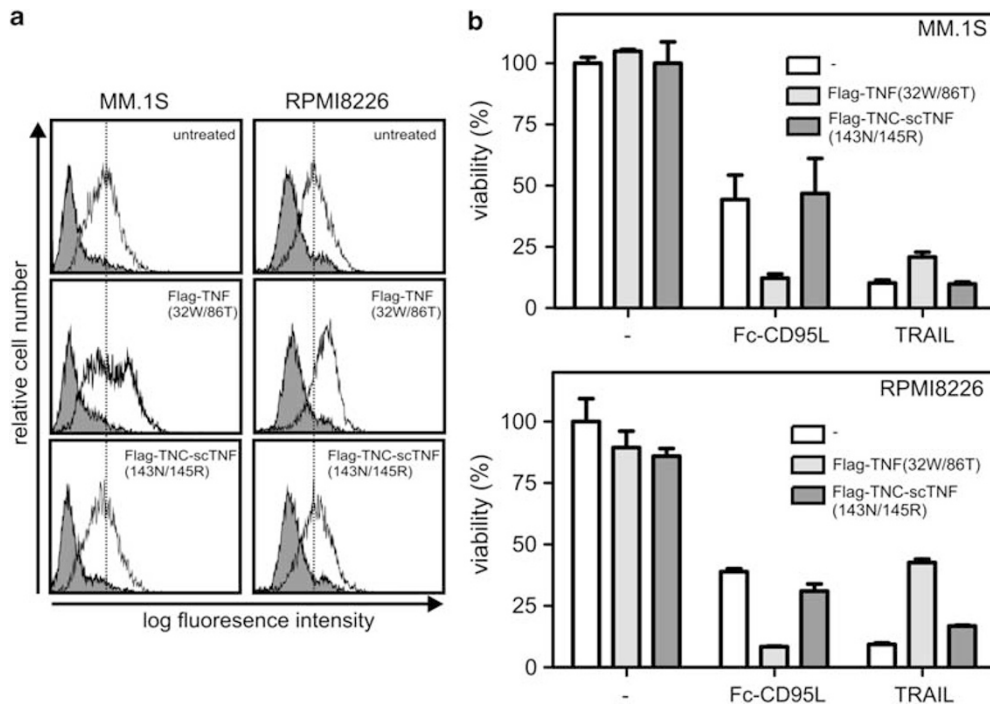 a
MM.1S
RPMI8226
untreated
untreated
Flag-TNF
(32W/86T)
Flag-TNF
(32W/86T)
Flag-TNC-scTNF
(143N/145R)
Flag-TNC-scTNF
(143N/145R)
relative cell number
log fluoresence intensity
b
MM.1S
viability (%)
100
75
50
25
0
-
Flag-TNF(32W/86T)
Flag-TNC-scTNF
(143N/145R)
-
Fc-CD95L
TRAIL
RPMI8226
viability (%)
100
75
50
25
0
-
Flag-TNF(32W/86T)
Flag-TNC-scTNF
(143N/145R)
-
Fc-CD95L
TRAIL